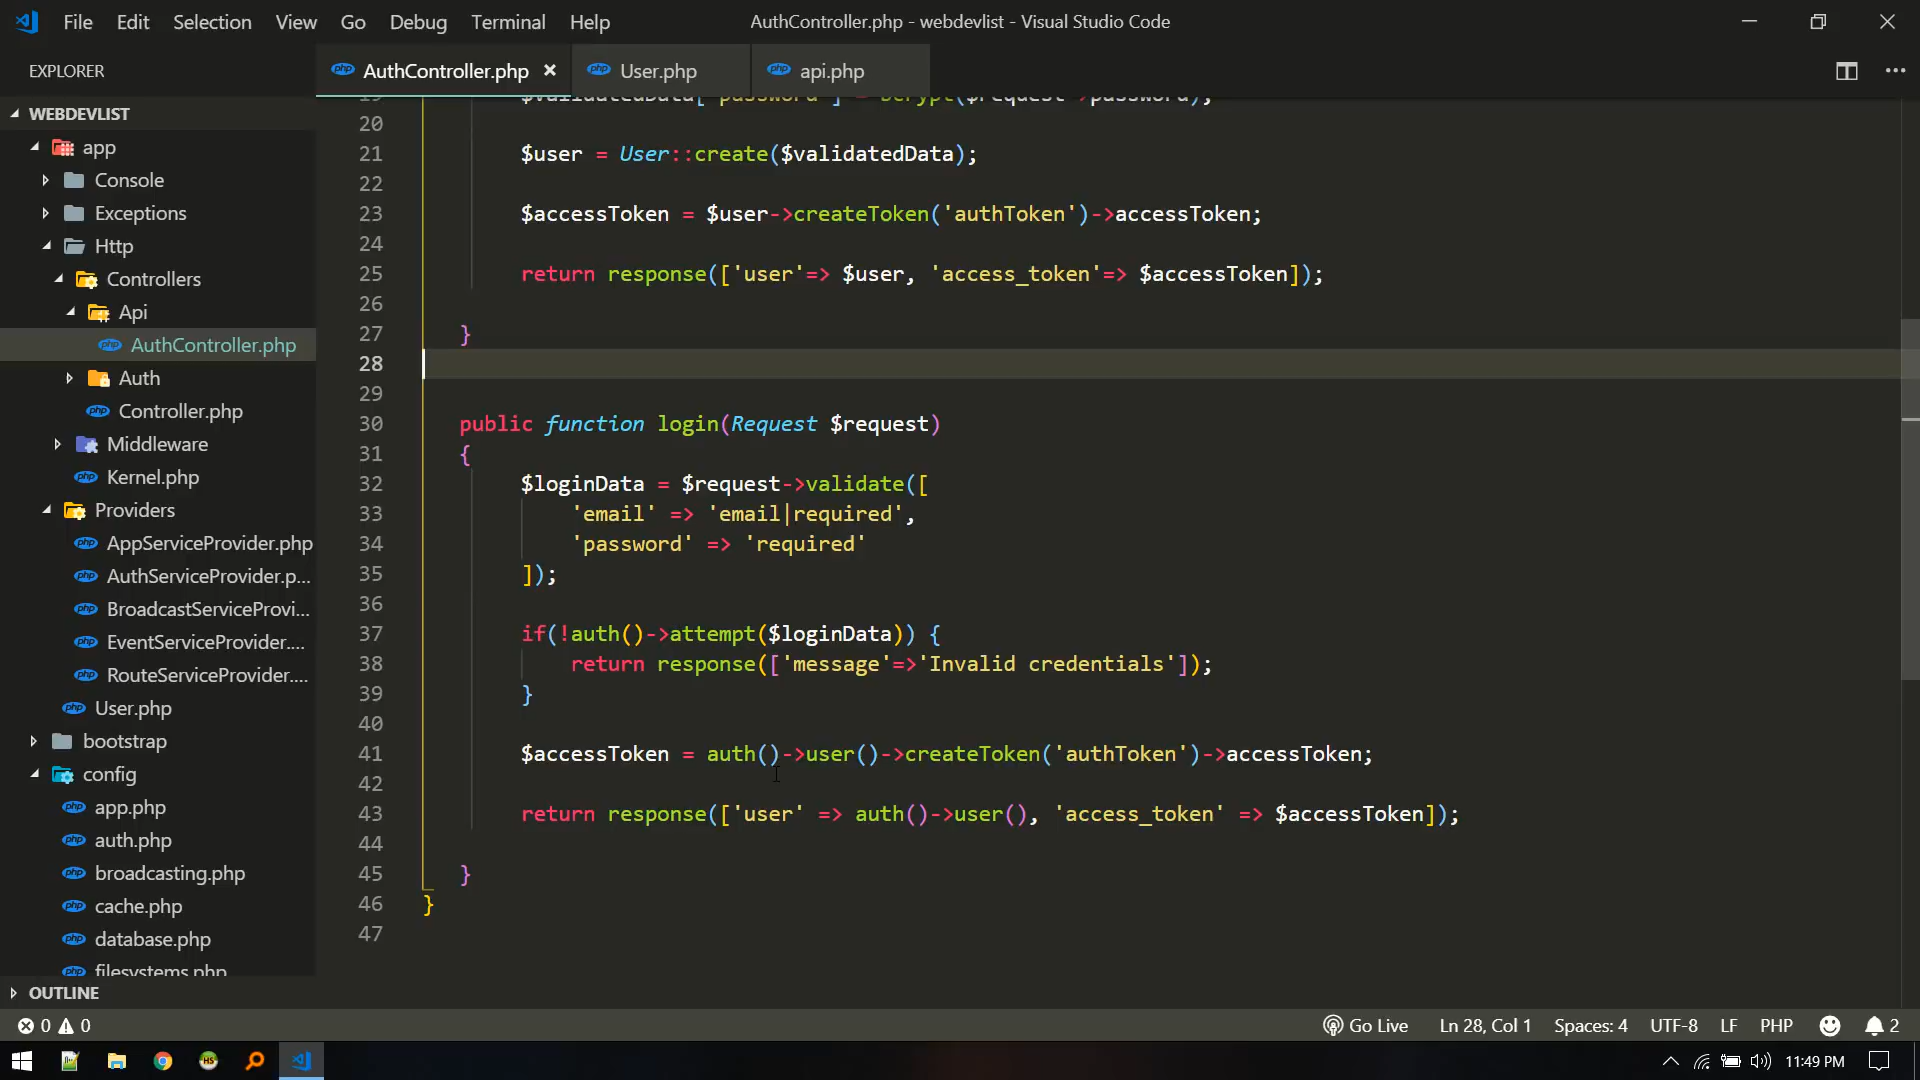 File Edit Selection View Go Debug Terminal Help
AuthController.php - webdevlist - Visual Studio Code
EXPLORER
AuthController.php
User.php
api.php
WEBDEVLIST
app
Console
Exceptions
Http
Controllers
Api
AuthController.php
Auth
Controller.php
Middleware
Kernel.php
Providers
AppServiceProvider.php
AuthServiceProvider.p...
BroadcastServiceProvi...
EventServiceProvider....
RouteServiceProvider....
User.php
bootstrap
config
app.php
auth.php
broadcasting.php
cache.php
database.php
filesystems.php
OUTLINE
19 $validatedData['password'] = bcrypt($request->password);
20
21 $user = User::create($validatedData);
22
23 $accessToken = $user->createToken('authToken')->accessToken;
24
25 return response(['user'=> $user, 'access_token'=> $accessToken]);
26
27 }
28
29
30 public function login(Request $request)
31 {
32 $loginData = $request->validate([
33 'email' => 'email|required',
34 'password' => 'required'
35 ]);
36
37 if(!auth()->attempt($loginData)) {
38 return response(['message'=>'Invalid credentials']);
39 }
40
41 $accessToken = auth()->user()->createToken('authToken')->accessToken;
42
43 return response(['user' => auth()->user(), 'access_token' => $accessToken]);
44
45 }
46 }
47
0 0
Go Live Ln 28, Col 1 Spaces: 4 UTF-8 LF PHP 2
11:49 PM